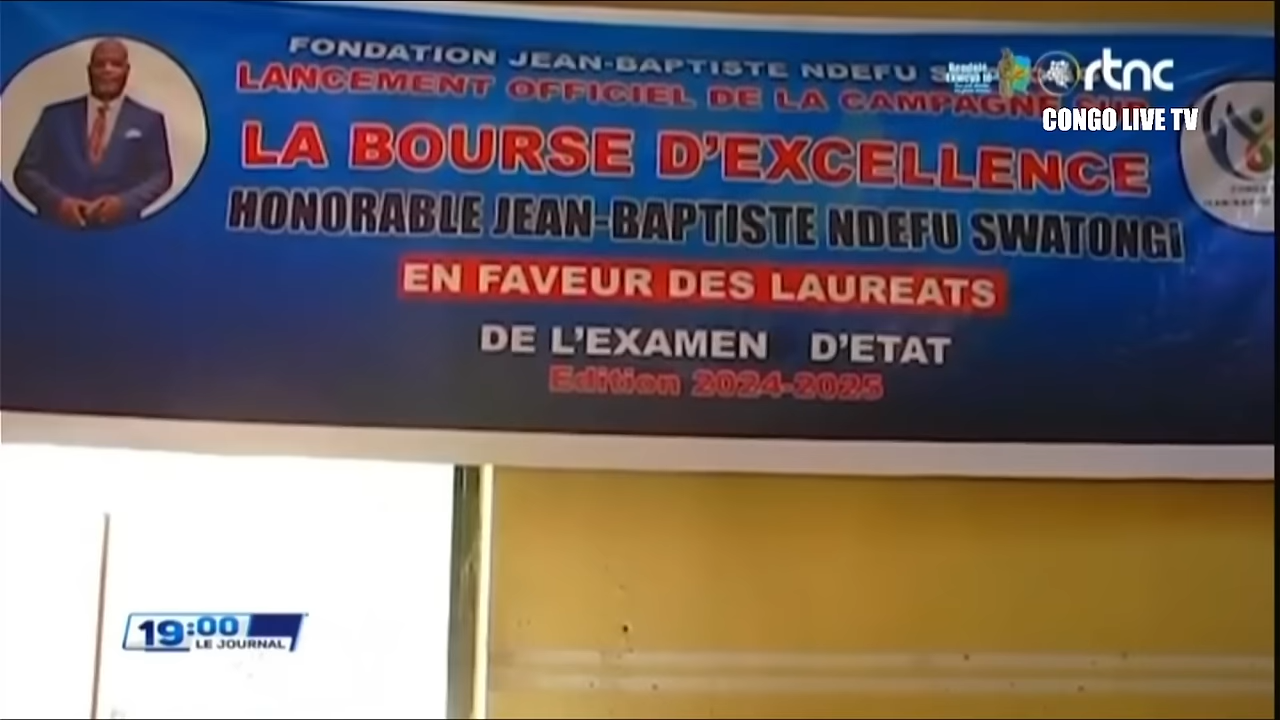 FONDATION JEAN-BAPTISTE NDEFU
LANCEMENT OFFICIEL DE LA CAMPAGNE SUR
LA BOURSE D'EXCELLENCE
HONORABLE JEAN-BAPTISTE NDEFU SWATONGI
EN FAVEUR DES LAUREATS
DE L'EXAMEN D'ETAT
Edition 2024-2025
rtnc
CONGO LIVE TV
19:00
LE JOURNAL